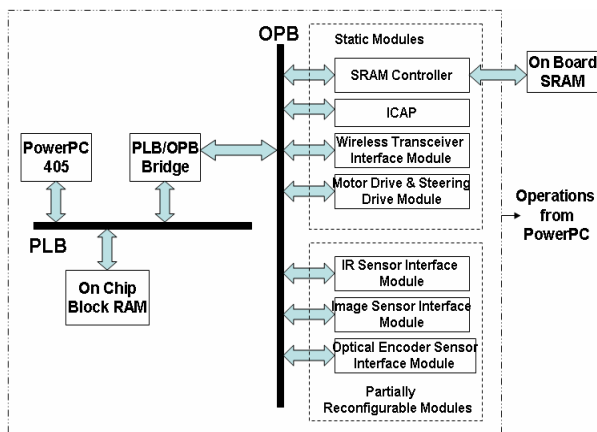 OPB
Static Modules
SRAM Controller
On Board
SRAM
ICAP
PowerPC
405
PLB/OPB
Bridge
Wireless Transceiver
Interface Module
Motor Drive & Steering
Drive Module
Operations
from
PowerPC
PLB
On Chip
Block RAM
IR Sensor Interface
Module
Image Sensor Interface
Module
Optical Encoder Sensor
Interface Module
Partially
Reconfigurable Modules